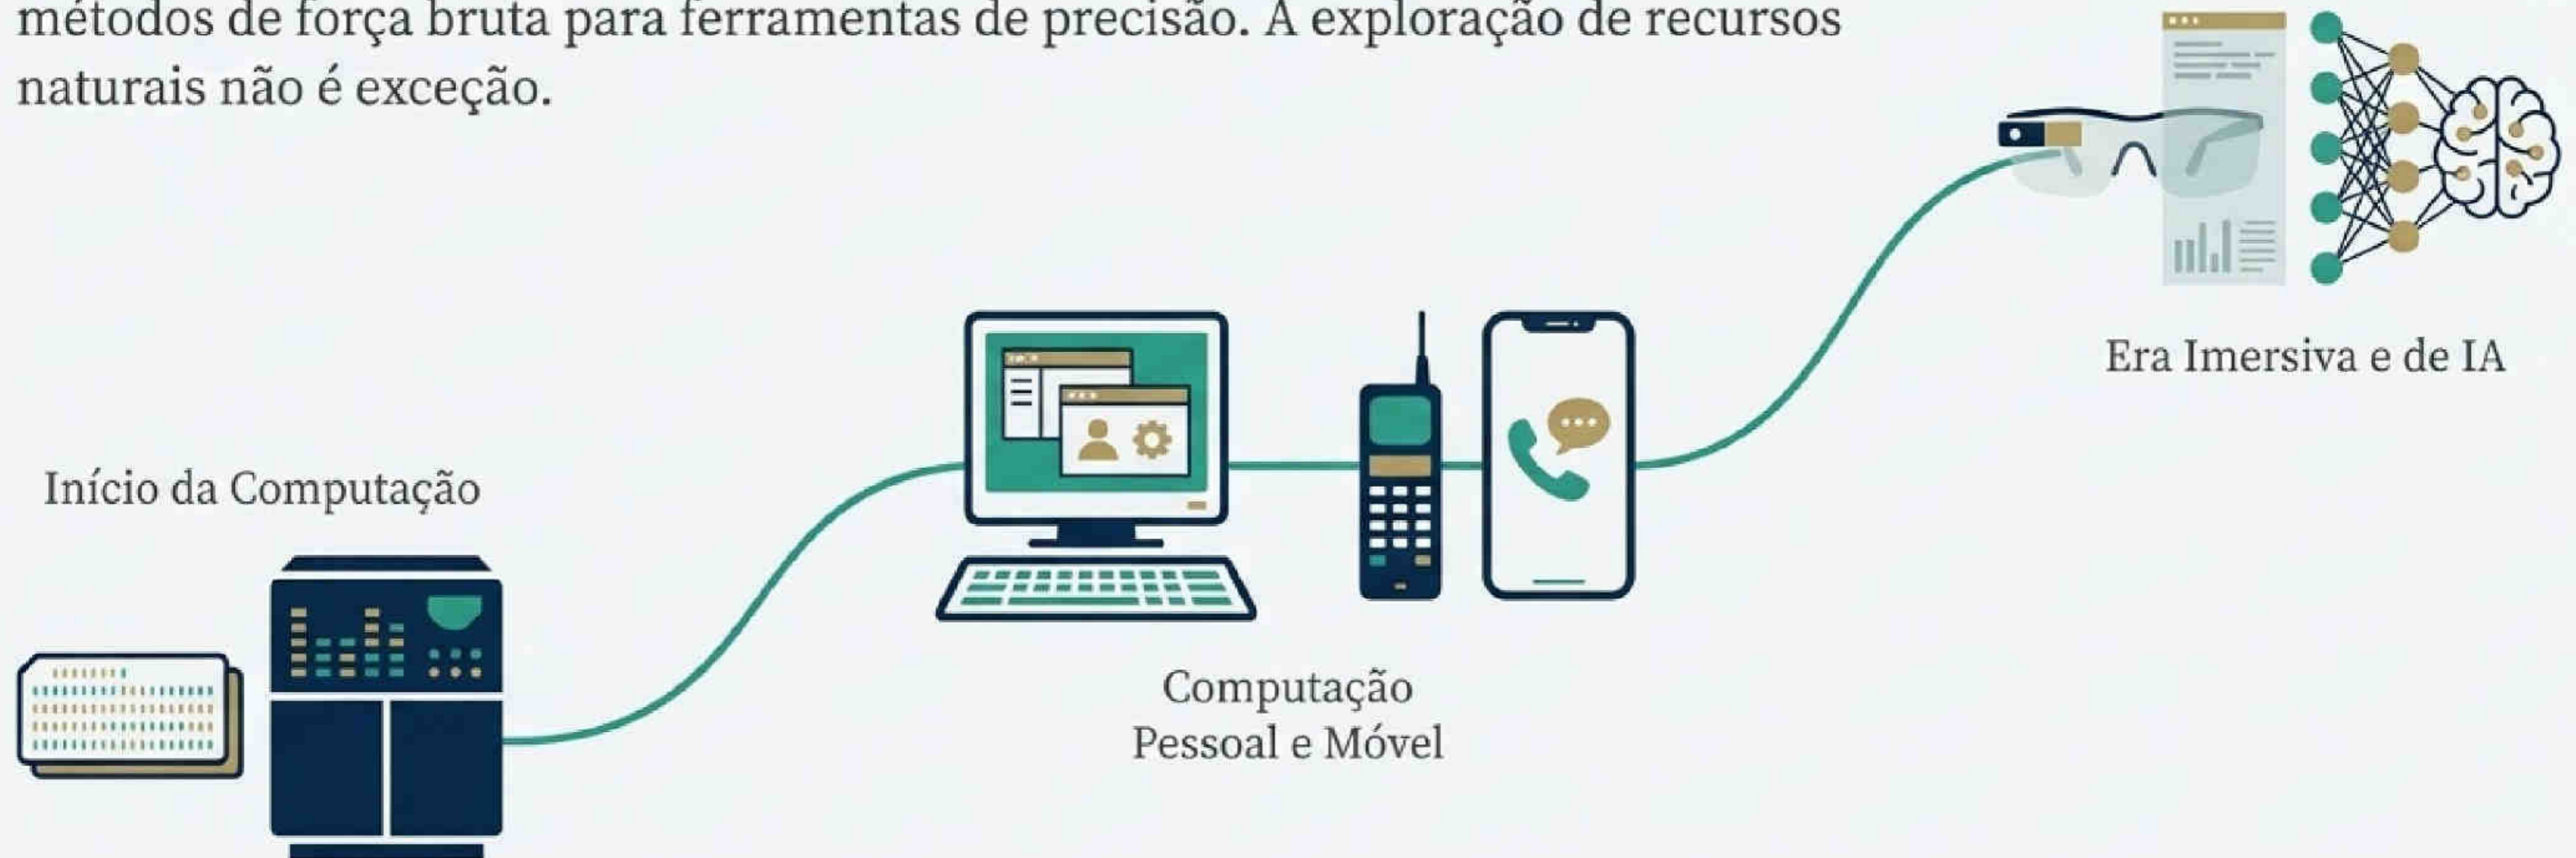 métodos de força bruta para ferramentas de precisão. A exploração de recursos
naturais não é exceção.
Era Imersiva e de IA
Início da Computação
Computação
Pessoal e Móvel